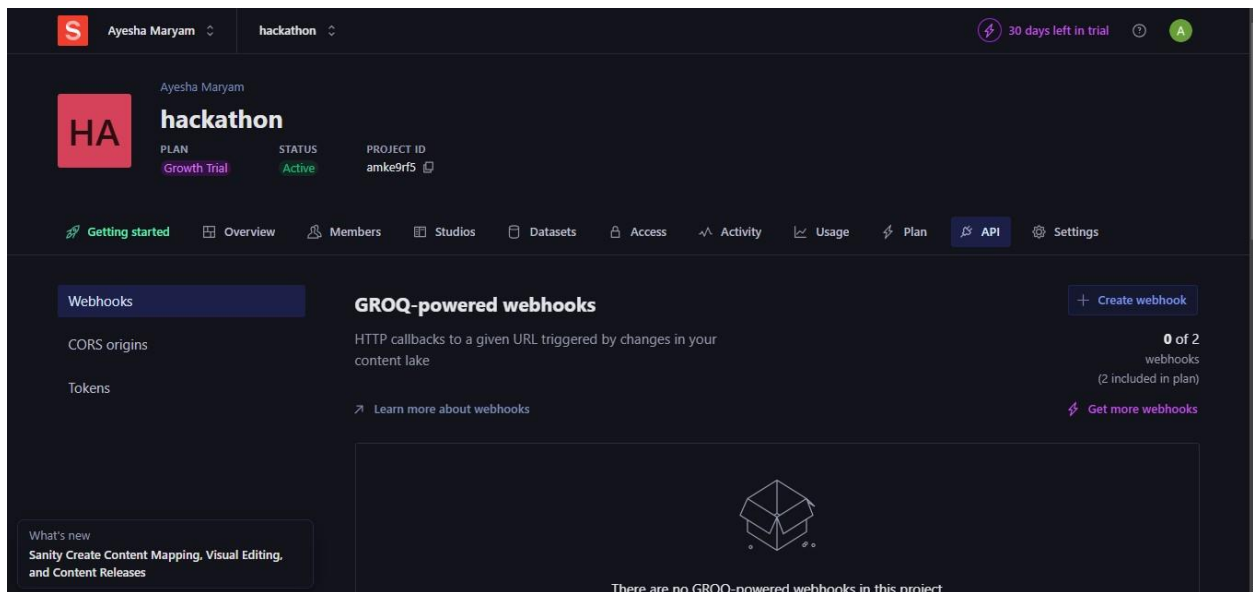 S Ayesha Maryam hackathon 30 days left in trial A
Ayesha Maryam
HA
hackathon
PLAN STATUS PROJECT ID
Growth Trial Active amke9rf5
Getting started Overview Members Studios Datasets Access Activity Usage Plan API Settings
Webhooks
CORS origins
Tokens
GROQ-powered webhooks
HTTP callbacks to a given URL triggered by changes in your
content lake
Learn more about webhooks
+ Create webhook
0 of 2
webhooks
(2 included in plan)
Get more webhooks
There are no GROQ-powered webhooks in this project
What's new
Sanity Create Content Mapping, Visual Editing,
and Content Releases